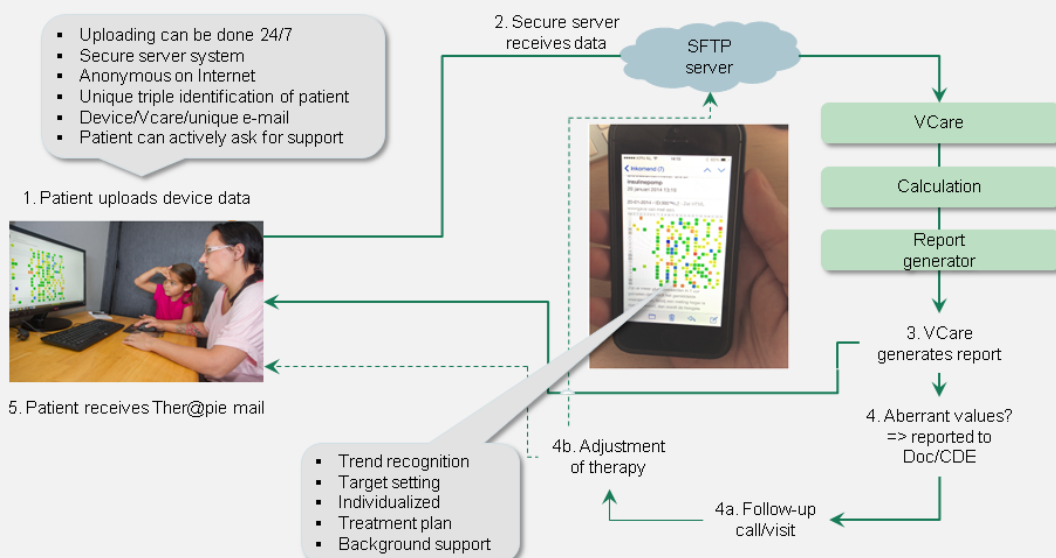 Uploading can be done 24/7
Secure server system
Anonymous on Internet
Unique triple identification of patient
Device/Vcare/unique e-mail
Patient can actively ask for support
2. Secure server
receives data
SFTP
server
VCare
Calculation
Report
generator
1. Patient uploads device data
Inkomend (7)
insulinepomp
3. VCare
generates report
5. Patient receives Ther@pie mail
4. Aberrant values?
=> reported to
Doc/CDE
4b. Adjustment
of therapy
4a. Follow-up
call/visit
Trend recognition
Target setting
Individualized
Treatment plan
Background support